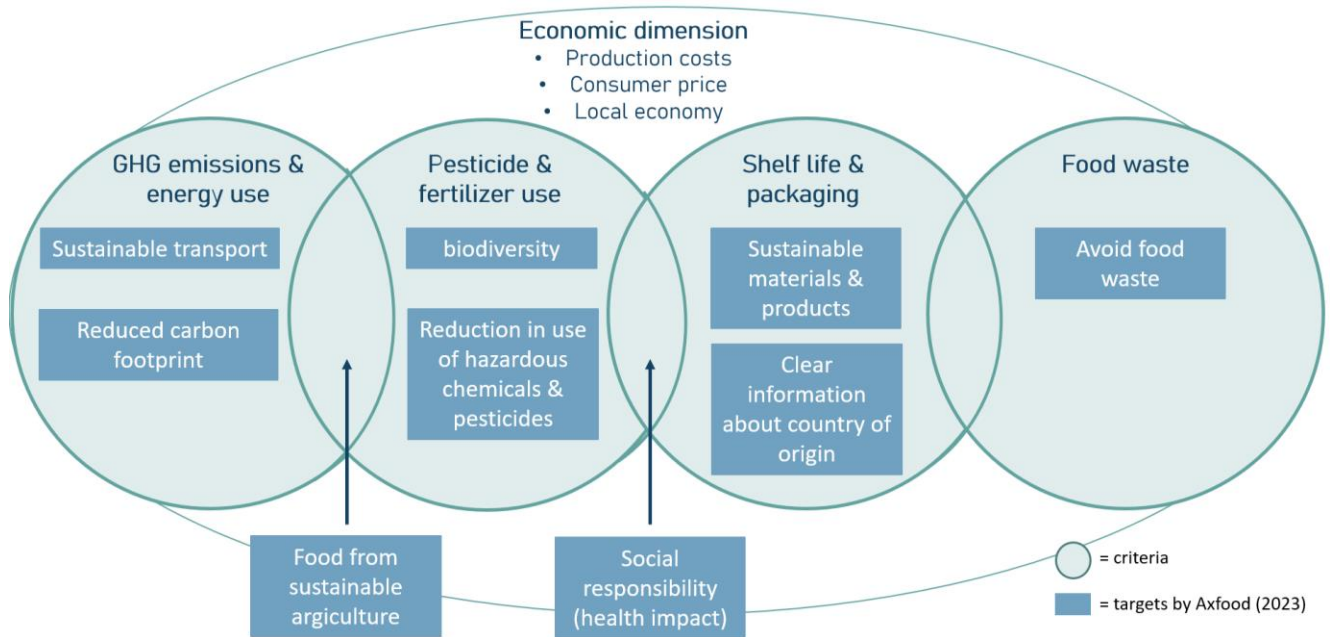 Economic dimension
• Production costs
• Consumer price
• Local economy
GHG emissions &
energy use
Sustainable transport
Reduced carbon
footprint
Pesticide &
fertilizer use
biodiversity
Reduction in use
of hazardous
chemicals &
pesticides
Shelf life &
packaging
Sustainable
materials &
products
Clear
information
about country of
origin
Food waste
Avoid food
waste
Food from
sustainable
argiculture
Social
responsibility
(health impact)
= criteria
= targets by Axfood (2023)